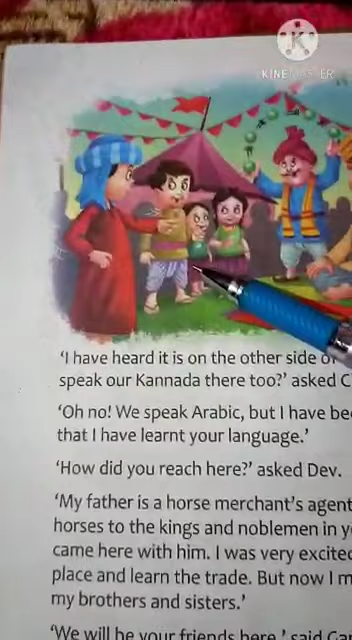 KINEMASTER
'I have heard it is on the other side of
speak our Kannada there too?' asked
'Oh no! We speak Arabic, but I have
that I have learnt your language.'
'How did you reach here?' asked Dev.
'My father is a horse merchant's agent
horses to the kings and noblemen in
came here with him. I was very excited
place and learn the trade. But now I
my brothers and sisters.'
'We will be your friends here,' said